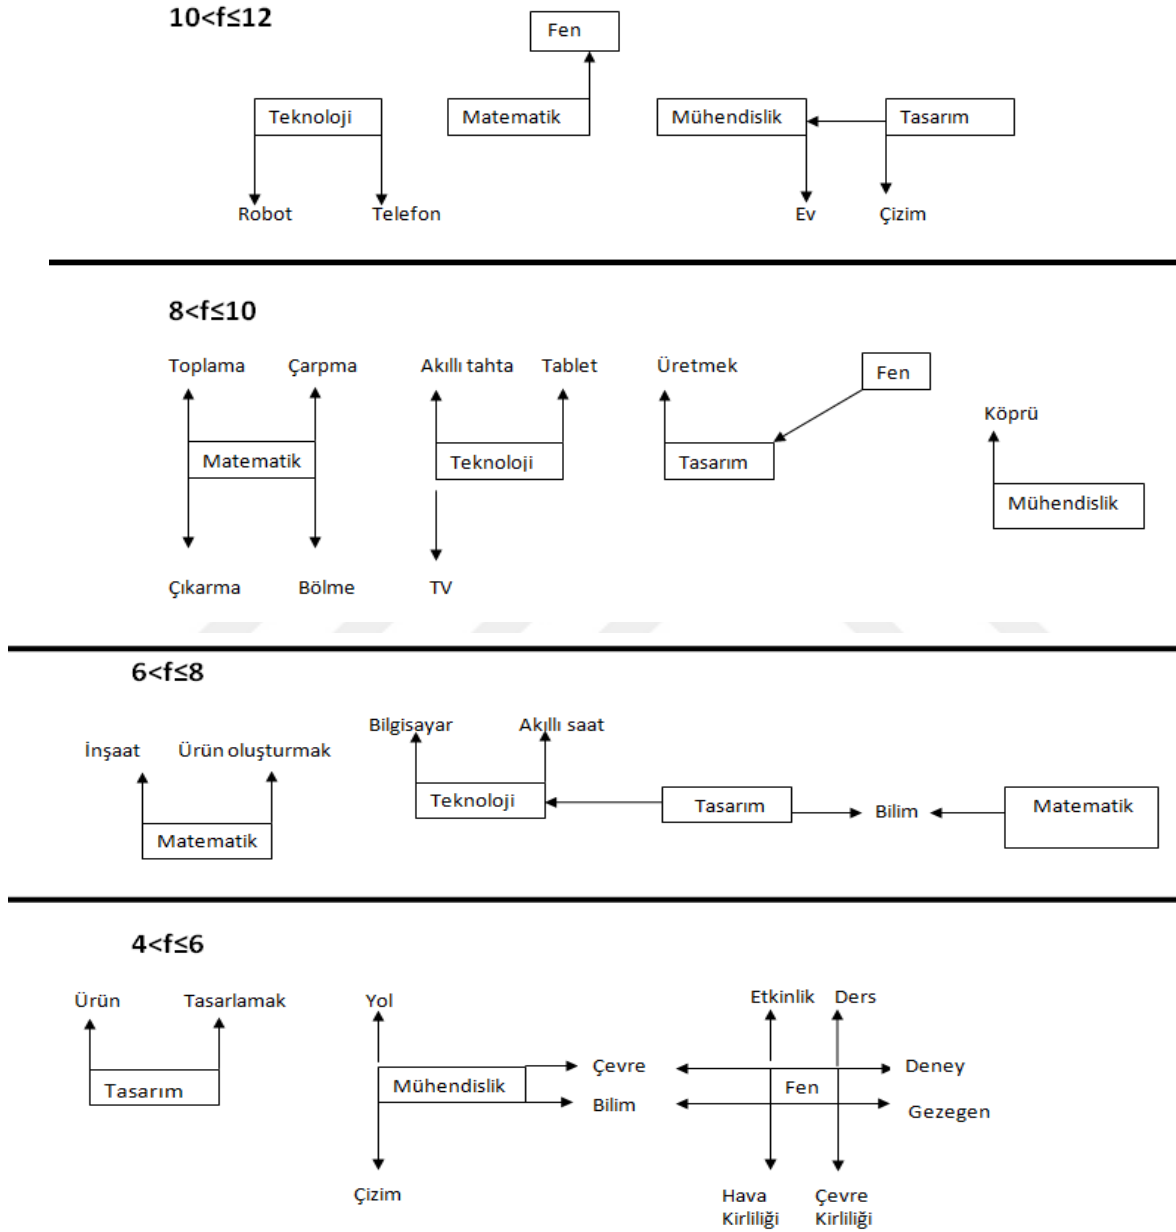 10<f≤12
Fen
Teknoloji
Matematik
Mühendislik
Tasarım
Robot
Telefon
Ev
Çizim
8<f≤10
Toplama
Çarpma
Akıllı tahta
Tablet
Üretmek
Fen
Köprü
Matematik
Teknoloji
Tasarım
Mühendislik
Çıkarma
Bölme
TV
6<f≤8
Bilgisayar
Akıllı saat
İnşaat
Ürün oluşturmak
Teknoloji
Tasarım
Bilim
Matematik
Matematik
4<f≤6
Ürün
Tasarlamak
Yol
Etkinlik
Ders
Çevre
Deney
Tasarım
Mühendislik
Fen
Bilim
Gezegen
Çizim
Hava
Kirliliği
Çevre
Kirliliği